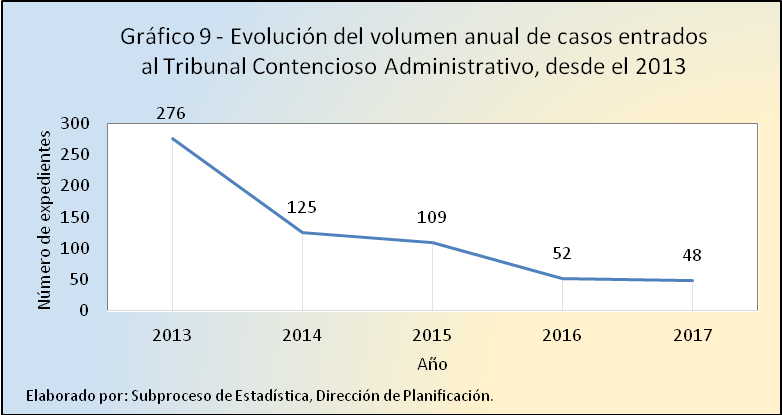 Gráfico 9 - Evolución del volumen anual de casos entrados
al Tribunal Contencioso Administrativo, desde el 2013
Número de expedientes
300
250
200
150
100
50
0
276
125
109
52
48
2013 2014 2015 2016 2017
Año
Elaborado por: Subproceso de Estadística, Dirección de Planificación.